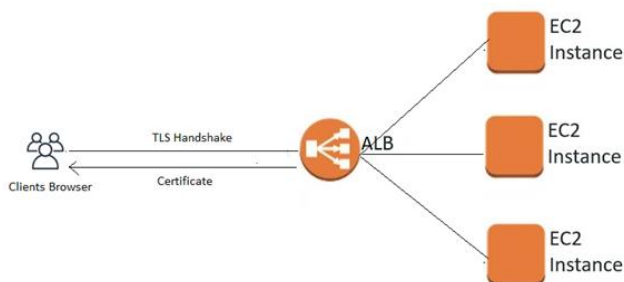 EC2
Instance
TLS Handshake
ALB
EC2
Instance
Clients Browser
Certificate
EC2
Instance